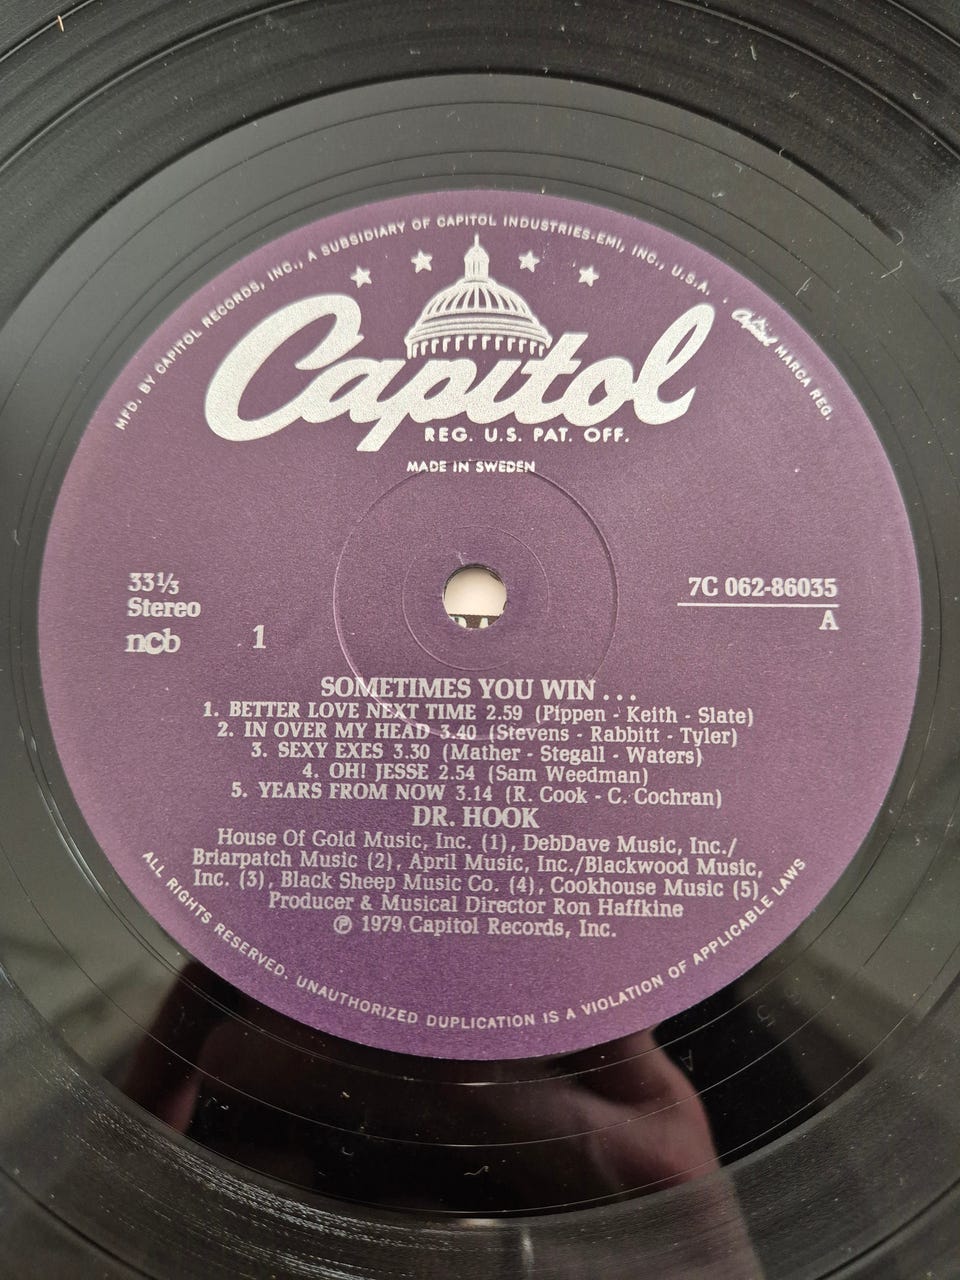 MFD. BY CAPITOL RECORDS, INC., A SUBSIDIARY OF CAPITOL INDUSTRIES-EMI, INC., U.S.A. . Capitol MARCA REG.
Capitol
REG. U.S. PAT. OFF.
MADE IN SWEDEN
33⅓
Stereo
ncb
1
7C 062-86035
A
SOMETIMES YOU WIN . . .
1. BETTER LOVE NEXT TIME 2.59 (Pippen - Keith - Slate)
2. IN OVER MY HEAD 3.40 (Stevens - Rabbitt - Tyler)
3. SEXY EXES 3.30 (Mather - Stegall - Waters)
4. OH! JESSE 2.54 (Sam Weedman)
5. YEARS FROM NOW 3.14 (R. Cook - C. Cochran)
DR. HOOK
House Of Gold Music, Inc. (1), DebDave Music, Inc./
Briarpatch Music (2), April Music, Inc./Blackwood Music,
Inc. (3), Black Sheep Music Co. (4), Cookhouse Music (5)
Producer & Musical Director Ron Haffkine
℗ 1979 Capitol Records, Inc.
ALL RIGHTS RESERVED. UNAUTHORIZED DUPLICATION IS A VIOLATION OF APPLICABLE LAWS